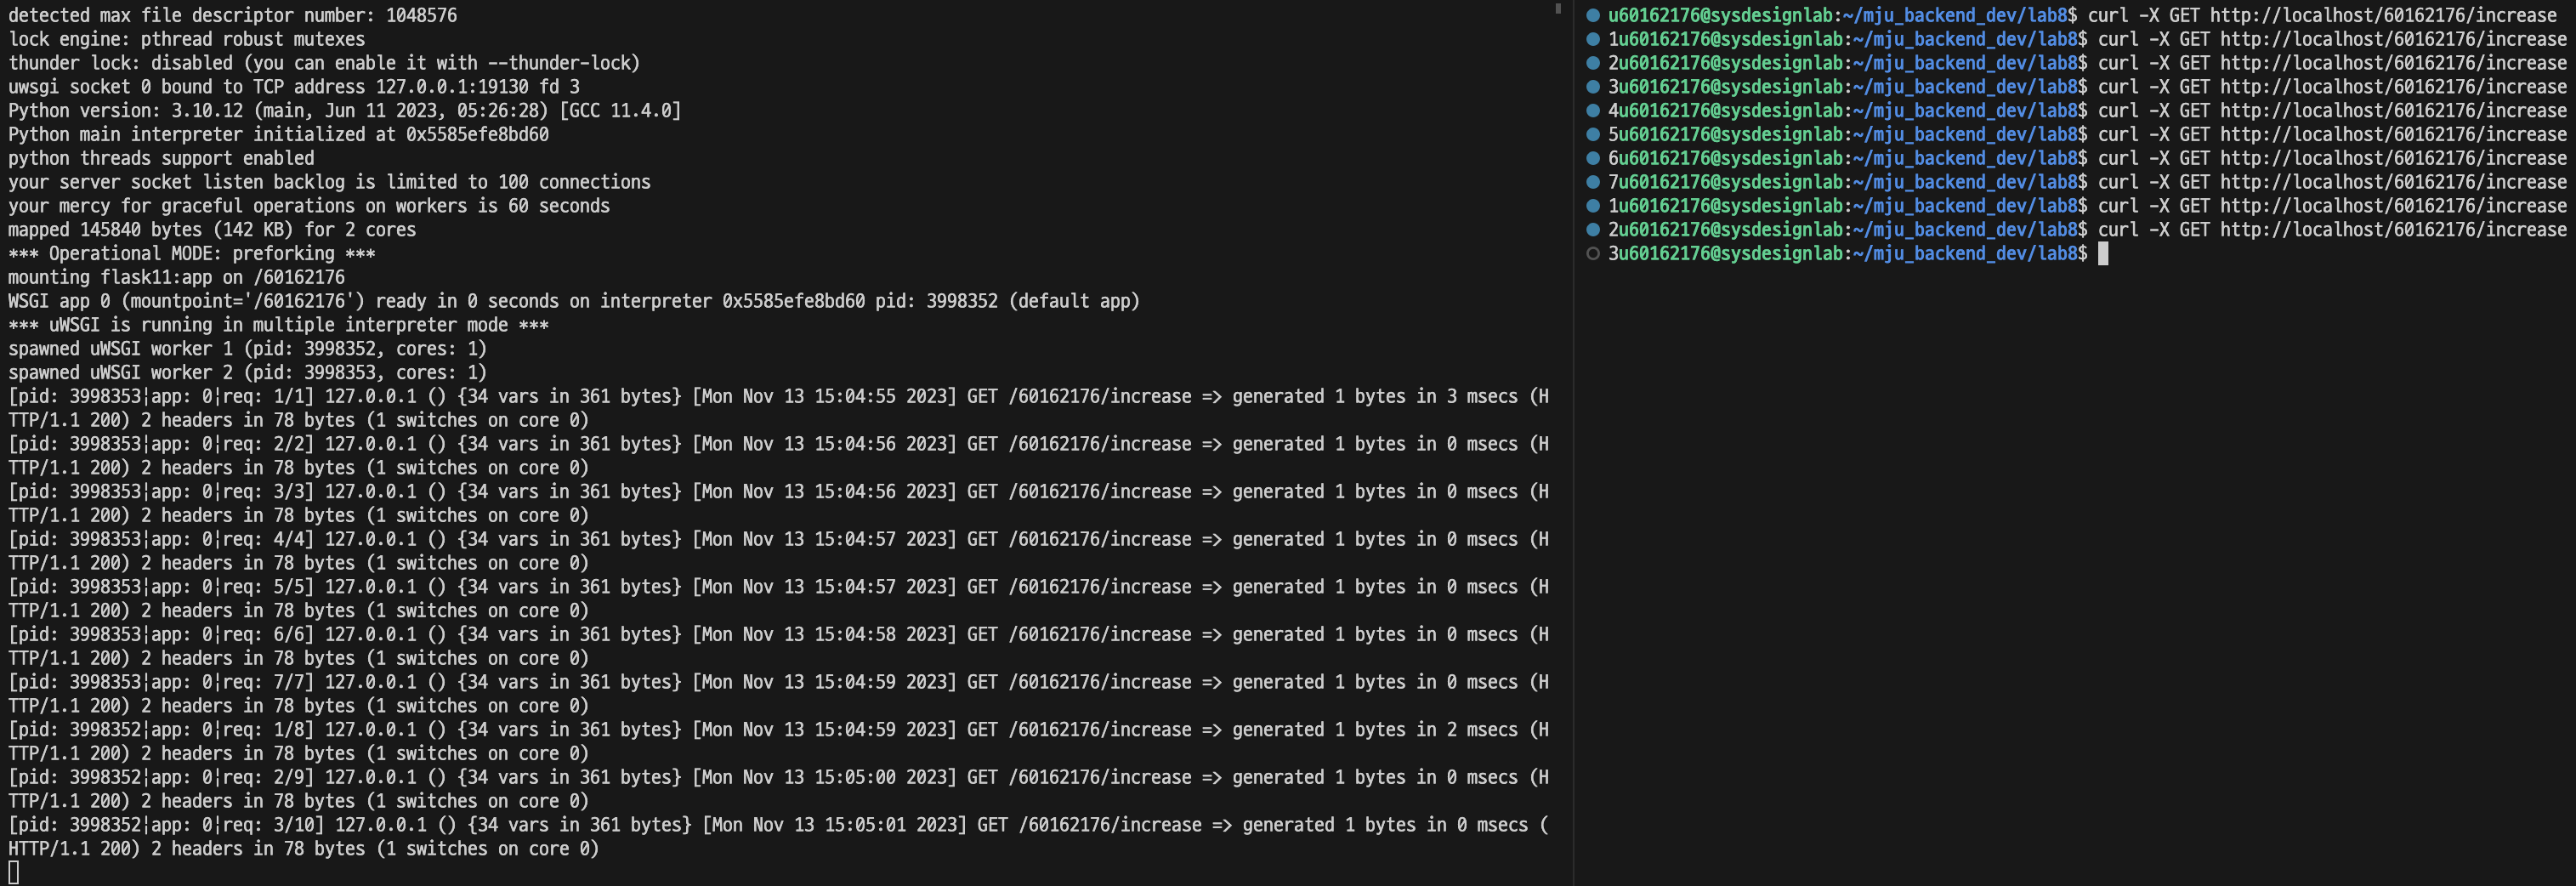 detected max file descriptor number: 1048576
lock engine: pthread robust mutexes
thunder lock: disabled (you can enable it with --thunder-lock)
uwsgi socket 0 bound to TCP address 127.0.0.1:19130 fd 3
Python version: 3.10.12 (main, Jun 11 2023, 05:26:28) [GCC 11.4.0]
Python main interpreter initialized at 0x5585efe8bd60
python threads support enabled
your server socket listen backlog is limited to 100 connections
your mercy for graceful operations on workers is 60 seconds
mapped 145840 bytes (142 KB) for 2 cores
*** Operational MODE: preforking ***
mounting flask11:app on /60162176
WSGI app 0 (mountpoint='/60162176') ready in 0 seconds on interpreter 0x5585efe8bd60 pid: 3998352 (default app)
*** uWSGI is running in multiple interpreter mode ***
spawned uWSGI worker 1 (pid: 3998352, cores: 1)
spawned uWSGI worker 2 (pid: 3998353, cores: 1)
[pid: 3998353|app: 0|req: 1/1] 127.0.0.1 () {34 vars in 361 bytes} [Mon Nov 13 15:04:55 2023] GET /60162176/increase => generated 1 bytes in 3 msecs (H
TTP/1.1 200) 2 headers in 78 bytes (1 switches on core 0)
[pid: 3998353|app: 0|req: 2/2] 127.0.0.1 () {34 vars in 361 bytes} [Mon Nov 13 15:04:56 2023] GET /60162176/increase => generated 1 bytes in 0 msecs (H
TTP/1.1 200) 2 headers in 78 bytes (1 switches on core 0)
[pid: 3998353|app: 0|req: 3/3] 127.0.0.1 () {34 vars in 361 bytes} [Mon Nov 13 15:04:56 2023] GET /60162176/increase => generated 1 bytes in 0 msecs (H
TTP/1.1 200) 2 headers in 78 bytes (1 switches on core 0)
[pid: 3998353|app: 0|req: 4/4] 127.0.0.1 () {34 vars in 361 bytes} [Mon Nov 13 15:04:57 2023] GET /60162176/increase => generated 1 bytes in 0 msecs (H
TTP/1.1 200) 2 headers in 78 bytes (1 switches on core 0)
[pid: 3998353|app: 0|req: 5/5] 127.0.0.1 () {34 vars in 361 bytes} [Mon Nov 13 15:04:57 2023] GET /60162176/increase => generated 1 bytes in 0 msecs (H
TTP/1.1 200) 2 headers in 78 bytes (1 switches on core 0)
[pid: 3998353|app: 0|req: 6/6] 127.0.0.1 () {34 vars in 361 bytes} [Mon Nov 13 15:04:58 2023] GET /60162176/increase => generated 1 bytes in 0 msecs (H
TTP/1.1 200) 2 headers in 78 bytes (1 switches on core 0)
[pid: 3998353|app: 0|req: 7/7] 127.0.0.1 () {34 vars in 361 bytes} [Mon Nov 13 15:04:59 2023] GET /60162176/increase => generated 1 bytes in 0 msecs (H
TTP/1.1 200) 2 headers in 78 bytes (1 switches on core 0)
[pid: 3998352|app: 0|req: 1/8] 127.0.0.1 () {34 vars in 361 bytes} [Mon Nov 13 15:04:59 2023] GET /60162176/increase => generated 1 bytes in 2 msecs (H
TTP/1.1 200) 2 headers in 78 bytes (1 switches on core 0)
[pid: 3998352|app: 0|req: 2/9] 127.0.0.1 () {34 vars in 361 bytes} [Mon Nov 13 15:05:00 2023] GET /60162176/increase => generated 1 bytes in 0 msecs (H
TTP/1.1 200) 2 headers in 78 bytes (1 switches on core 0)
[pid: 3998352|app: 0|req: 3/10] 127.0.0.1 () {34 vars in 361 bytes} [Mon Nov 13 15:05:01 2023] GET /60162176/increase => generated 1 bytes in 0 msecs (
HTTP/1.1 200) 2 headers in 78 bytes (1 switches on core 0)
u60162176@sysdesignlab:~/mju_backend_dev/lab8$ curl -X GET http://localhost/60162176/increase
1u60162176@sysdesignlab:~/mju_backend_dev/lab8$ curl -X GET http://localhost/60162176/increase
2u60162176@sysdesignlab:~/mju_backend_dev/lab8$ curl -X GET http://localhost/60162176/increase
3u60162176@sysdesignlab:~/mju_backend_dev/lab8$ curl -X GET http://localhost/60162176/increase
4u60162176@sysdesignlab:~/mju_backend_dev/lab8$ curl -X GET http://localhost/60162176/increase
5u60162176@sysdesignlab:~/mju_backend_dev/lab8$ curl -X GET http://localhost/60162176/increase
6u60162176@sysdesignlab:~/mju_backend_dev/lab8$ curl -X GET http://localhost/60162176/increase
7u60162176@sysdesignlab:~/mju_backend_dev/lab8$ curl -X GET http://localhost/60162176/increase
1u60162176@sysdesignlab:~/mju_backend_dev/lab8$ curl -X GET http://localhost/60162176/increase
2u60162176@sysdesignlab:~/mju_backend_dev/lab8$ curl -X GET http://localhost/60162176/increase
3u60162176@sysdesignlab:~/mju_backend_dev/lab8$